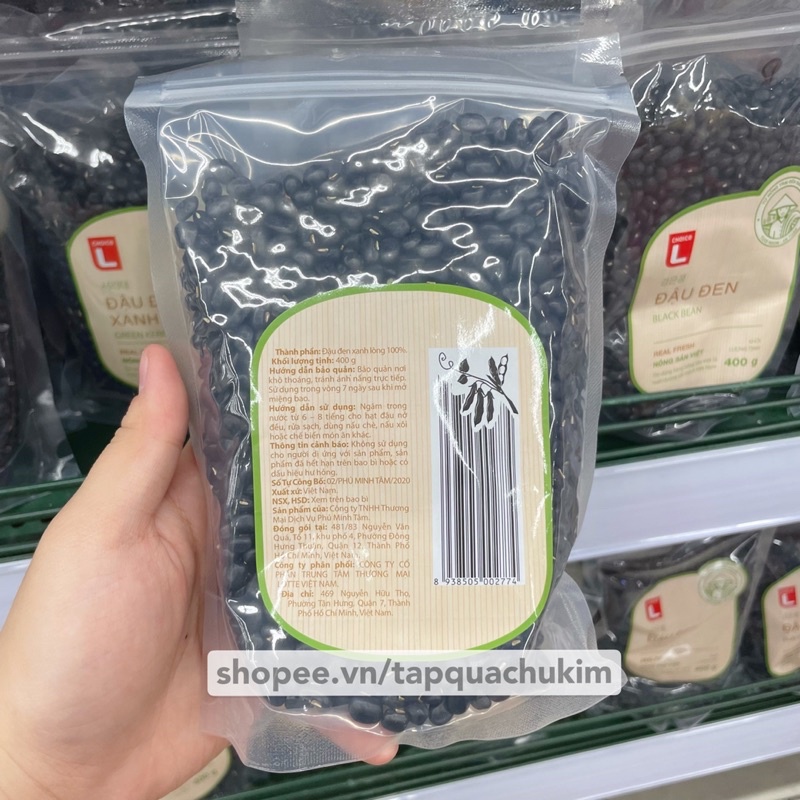 Thành phần: Đậu đen xanh lòng 100%.
Khối lượng tịnh: 400 g
Hướng dẫn bảo quản: Bảo quản nơi
khô thoáng, tránh ánh nắng trực tiếp.
Sử dụng trong vòng 7 ngày sau khi mở
miệng bao.
Hướng dẫn sử dụng: Ngâm trong
nước từ 6 - 8 tiếng cho hạt đậu nở
đều, rửa sạch, dùng nấu chè, nấu xôi
hoặc chế biến món ăn khác.
Thông tin cảnh báo: Không sử dụng
cho người dị ứng với sản phẩm, sản
phẩm đã hết hạn trên bao bì hoặc có
dấu hiệu hư hỏng.
Số Tự Công Bố: 02/PHÚ MINH TÂM/2020
Xuất xứ: Việt Nam.
NSX, HSD: Xem trên bao bì
Sản phẩm của: Công ty TNHH Thương
Mại Dịch Vụ Phú Minh Tâm.
Đóng gói tại: 481/83 Nguyễn Văn
Quá, Tổ 11, khu phố 4, Phường Đông
Hưng Thuận, Quận 12, Thành Phố
Hồ Chí Minh, Việt Nam.
Công ty phân phối: CÔNG TY CỔ
PHẦN TRUNG TÂM THƯƠNG MẠI
LOTTE VIỆT NAM.
Địa chỉ: 469 Nguyễn Hữu Thọ,
Phường Tân Hưng, Quận 7, Thành
Phố Hồ Chí Minh, Việt Nam.
8 938505 002774
CHOICE
L
ĐẬU
XANH
CHOICE
L
ĐẬU ĐEN
BLACK BEAN
REAL FRESH
NÔNG SẢN VIỆT
400 g
shopee.vn/tapquachukim